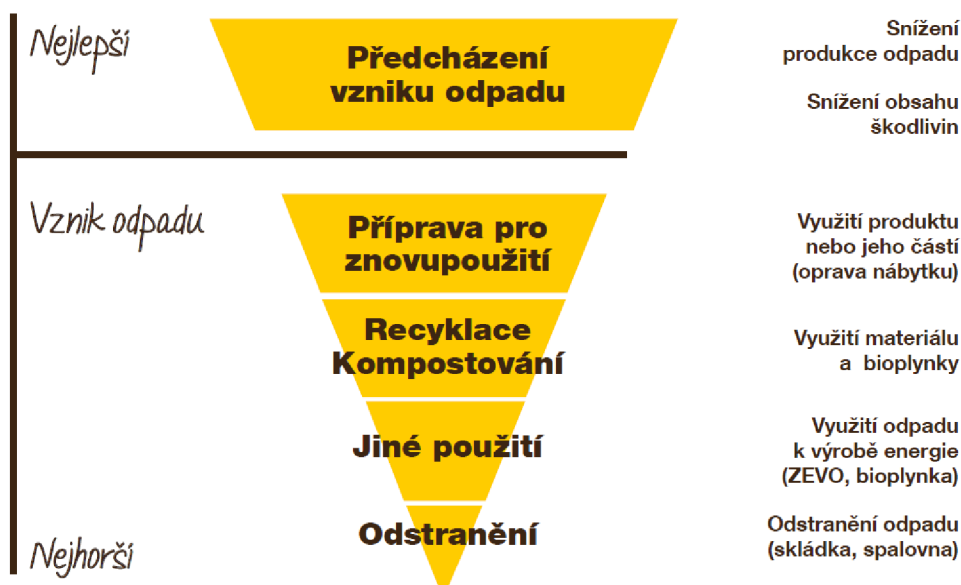 Nejlepší
Předcházení
vzniku odpadu
Snížení
produkce odpadu
Snížení obsahu
škodlivin
Vznik odpadu
Příprava pro
znovupoužití
Využití produktu
nebo jeho částí
(oprava nábytku)
Recyklace
Kompostování
Využití materiálu
a bioplynky
Jiné použití
Využití odpadu
k výrobě energie
(ZEVO, bioplynka)
Odstranění
Odstranění odpadu
(skládka, spalovna)
Nejhorší